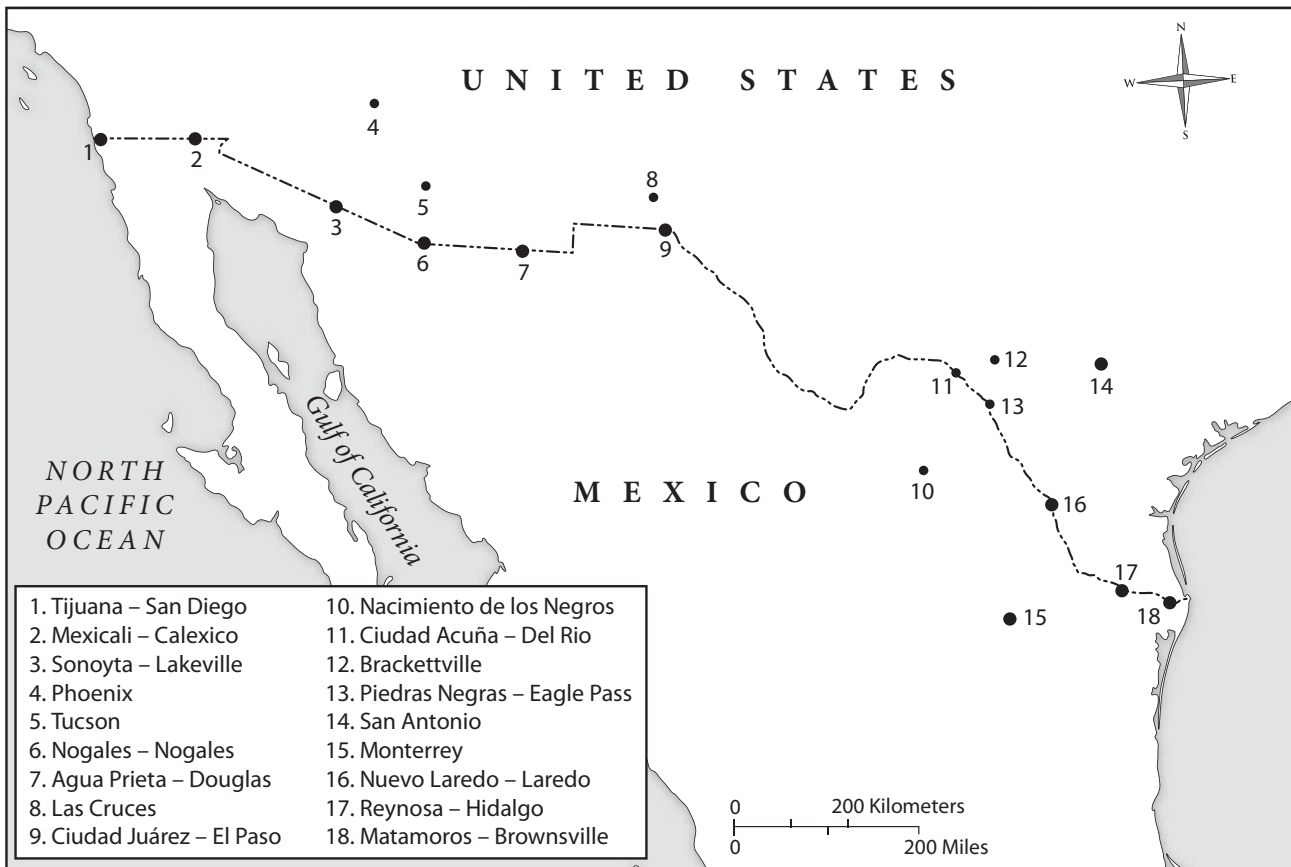 UNITED STATES
N
W E
S
4
1
2
8
5
3
9
6
7
12
11
14
13
Gulf of California
NORTH
PACIFIC
OCEAN
MEXICO
10
16
17
18
15
1. Tijuana – San Diego
2. Mexicali – Calexico
3. Sonoyta – Lakeville
4. Phoenix
5. Tucson
6. Nogales – Nogales
7. Agua Prieta – Douglas
8. Las Cruces
9. Ciudad Juárez – El Paso
10. Nacimiento de los Negros
11. Ciudad Acuña – Del Rio
12. Brackettville
13. Piedras Negras – Eagle Pass
14. San Antonio
15. Monterrey
16. Nuevo Laredo – Laredo
17. Reynosa – Hidalgo
18. Matamoros – Brownsville
0 200 Kilometers
0 200 Miles